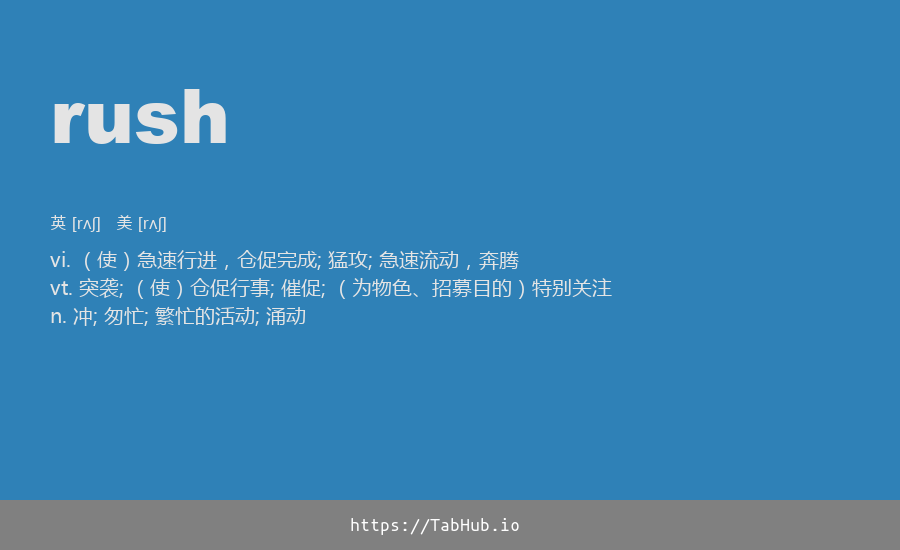 rush
英 [rʌʃ] 美 [rʌʃ]
vi. （使）急速行进，仓促完成; 猛攻; 急速流动，奔腾
vt. 突袭; （使）仓促行事; 催促; （为物色、招募目的）特别关注
n. 冲; 匆忙; 繁忙的活动; 涌动
https://TabHub.io